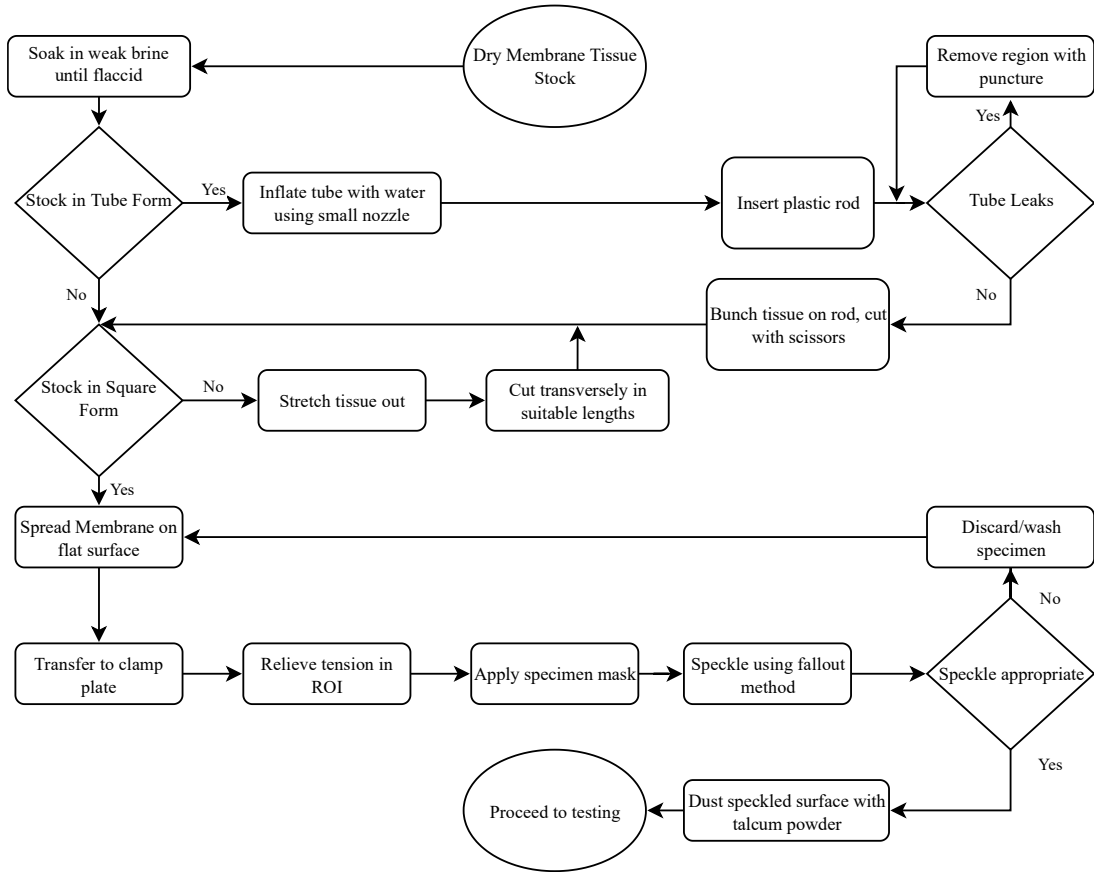 Soak in weak brine
until flaccid
Dry Membrane Tissue
Stock
Remove region with
puncture
Yes
Stock in Tube Form
Yes
Inflate tube with water
using small nozzle
Insert plastic rod
Tube Leaks
No
No
Bunch tissue on rod, cut
with scissors
Stock in Square
Form
No
Stretch tissue out
Cut transversely in
suitable lengths
Yes
Spread Membrane on
flat surface
Discard/wash
specimen
No
Transfer to clamp
plate
Relieve tension in
ROI
Apply specimen mask
Speckle using fallout
method
Speckle appropriate
Yes
Proceed to testing
Dust speckled surface with
talcum powder